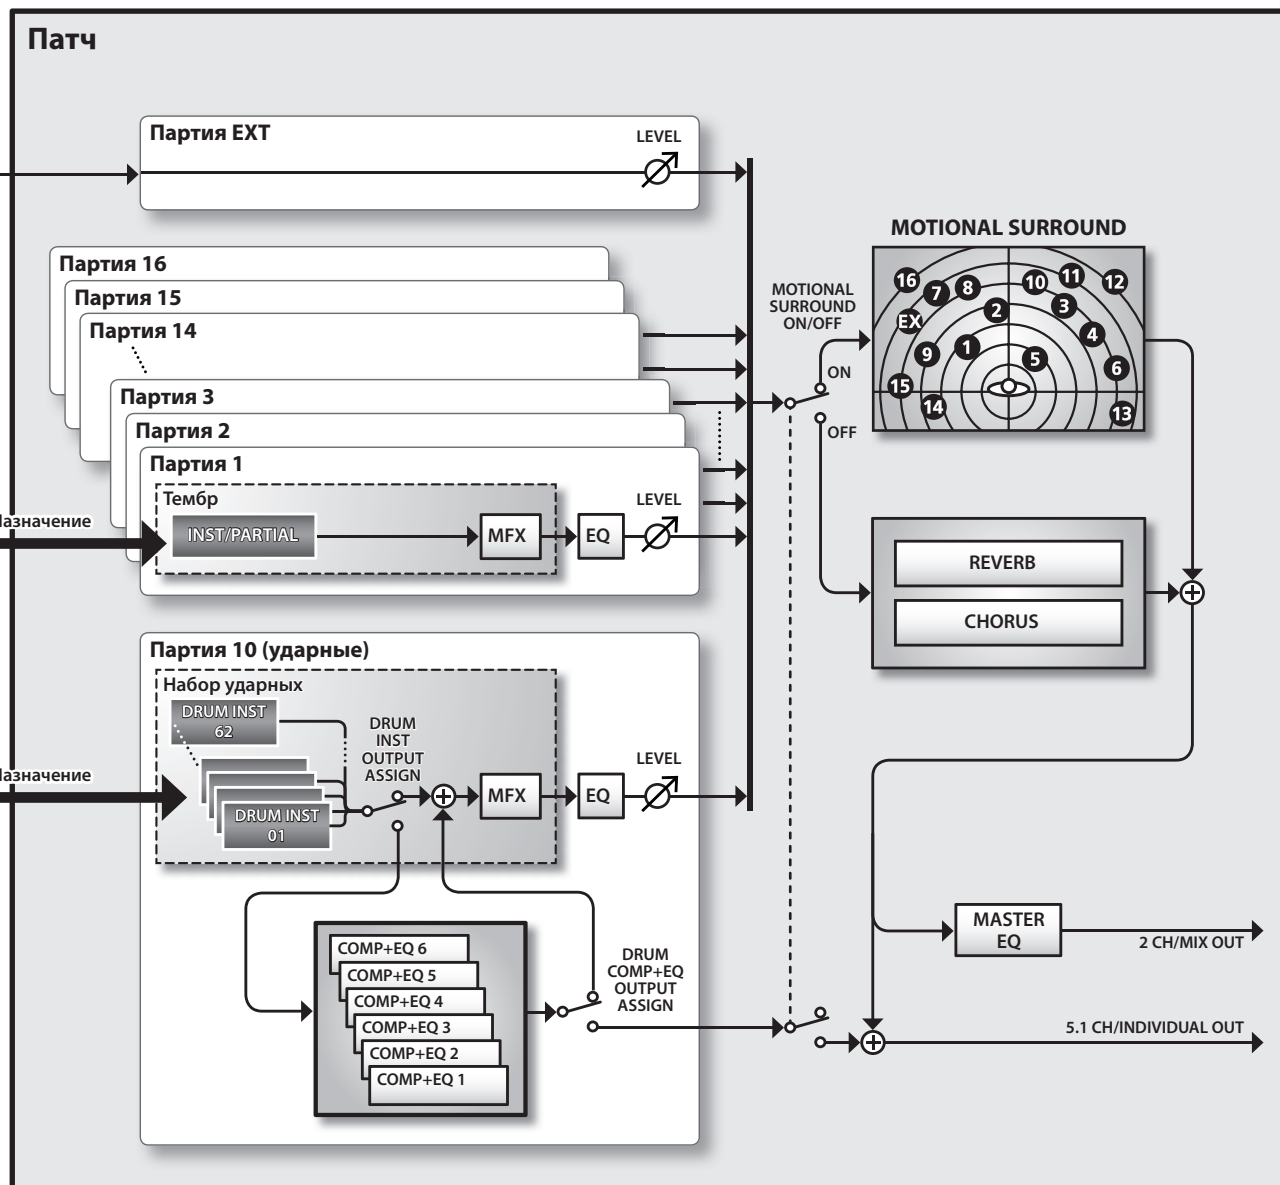 Патч
Партия EXT
LEVEL
Партия 16
Партия 15
Партия 14
Партия 3
Партия 2
Партия 1
Тембр
INST/PARTIAL
MFX
EQ
LEVEL
Партия 10 (ударные)
Набор ударных
DRUM INST
62
DRUM INST
01
DRUM
INST
OUTPUT
ASSIGN
MFX
EQ
LEVEL
COMP+EQ 6
COMP+EQ 5
COMP+EQ 4
COMP+EQ 3
COMP+EQ 2
COMP+EQ 1
DRUM
COMP+EQ
OUTPUT
ASSIGN
MOTIONAL
SURROUND
ON/OFF
ON
OFF
MOTIONAL SURROUND
16
7
8
10
11
12
EX
2
3
9
1
4
5
6
15
14
13
REVERB
CHORUS
MASTER
EQ
2 CH/MIX OUT
5.1 CH/INDIVIDUAL OUT